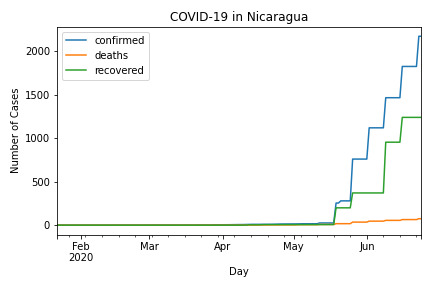 COVID-19 in Nicaragua
confirmed
deaths
recovered
Number of Cases
2000
1500
1000
500
0
Feb Mar Apr May Jun
2020
Day